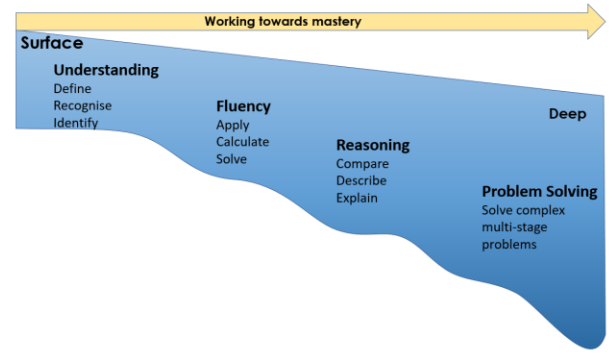 Working towards mastery
Surface
Understanding
Define
Recognise
Identify
Fluency
Apply
Calculate
Solve
Reasoning
Compare
Describe
Explain
Deep
Problem Solving
Solve complex
multi-stage
problems